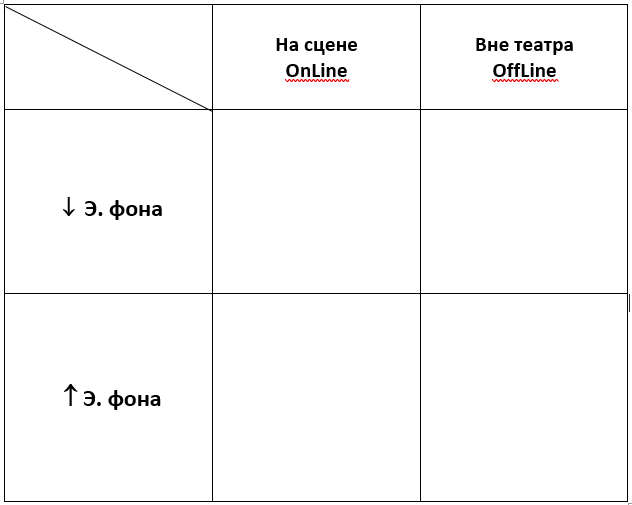 На сцене
OnLine
Вне театра
OffLine
↓ Э. фона
↑ Э. фона